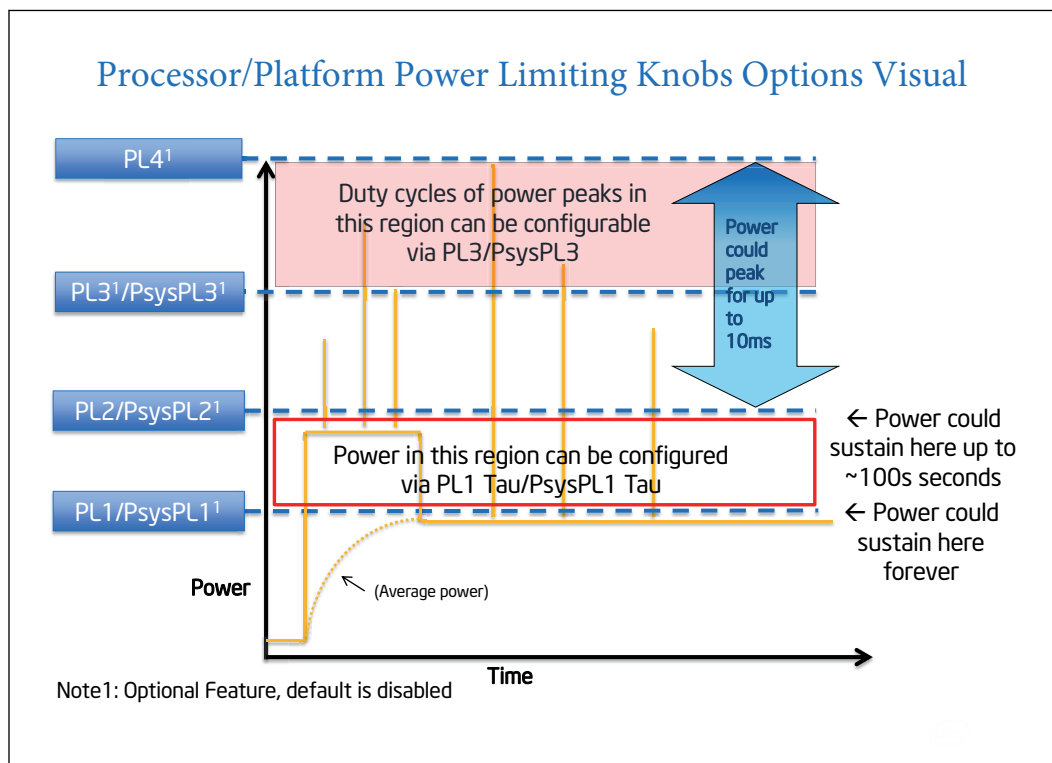 Processor/Platform Power Limiting Knobs Options Visual
PL4¹
Duty cycles of power peaks in
this region can be configurable
via PL3/PsysPL3
Power
could
peak
for up
to
10ms
PL3¹/PsysPL3¹
PL2/PsysPL2¹
← Power could
sustain here up to
~100s seconds
Power in this region can be configured
via PL1 Tau/PsysPL1 Tau
PL1/PsysPL1¹
← Power could
sustain here
forever
Power
(Average power)
Time
Note1: Optional Feature, default is disabled